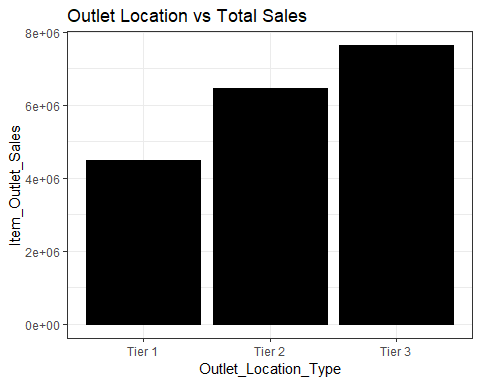 Outlet Location vs Total Sales
8e+06
6e+06
4e+06
2e+06
0e+00
Item_Outlet_Sales
Tier 1 Tier 2 Tier 3
Outlet_Location_Type